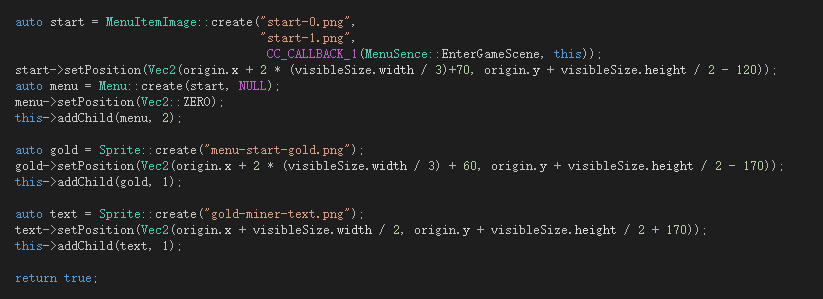 auto start = MenuItemImage::create("start-0.png",
"start-1.png",
CC_CALLBACK_1(MenuSence::EnterGameScene, this));
start->setPosition(Vec2(origin.x + 2 * (visibleSize.width / 3)+70, origin.y + visibleSize.height / 2 - 120));
auto menu = Menu::create(start, NULL);
menu->setPosition(Vec2::ZERO);
this->addChild(menu, 2);
auto gold = Sprite::create("menu-start-gold.png");
gold->setPosition(Vec2(origin.x + 2 * (visibleSize.width / 3) + 60, origin.y + visibleSize.height / 2 - 170));
this->addChild(gold, 1);
auto text = Sprite::create("gold-miner-text.png");
text->setPosition(Vec2(origin.x + visibleSize.width / 2, origin.y + visibleSize.height / 2 + 170));
this->addChild(text, 1);
return true;